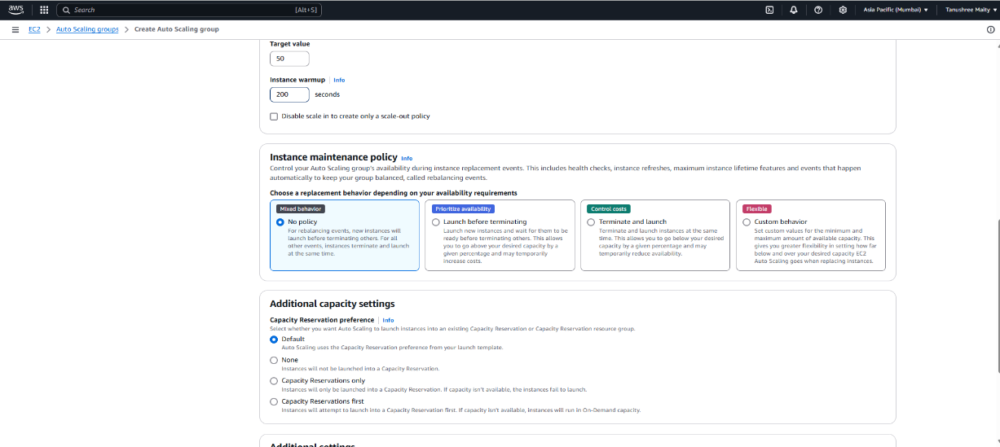 aws
Search [Alt+S]
Asia Pacific (Mumbai) Tanushree Maity
EC2 Auto Scaling groups Create Auto Scaling group
Target value
50
Instance warmup Info
200 seconds
Disable scale in to create only a scale-out policy
Instance maintenance policy Info
Control your Auto Scaling group's availability during instance replacement events. This includes health checks, instance refreshes, maximum instance lifetime features and events that happen
automatically to keep your group balanced, called rebalancing events.
Choose a replacement behavior depending on your availability requirements
Mixed behavior
No policy
For rebalancing events, new instances will
launch before terminating others. For all
other events, instances terminate and launch
at the same time.
Prioritize availability
Launch before terminating
Launch new instances and wait for them to be
ready before terminating others. This allows
you to go above your desired capacity by a
given percentage and may temporarily
increase costs.
Control costs
Terminate and launch
Terminate and launch instances at the same
time. This allows you to go below your desired
capacity by a given percentage and may
temporarily reduce availability.
Flexible
Custom behavior
Set custom values for the minimum and
maximum amount of available capacity. This
gives you greater flexibility in setting how far
below and over your desired capacity EC2
Auto Scaling goes when replacing instances.
Additional capacity settings
Capacity Reservation preference Info
Select whether you want Auto Scaling to launch instances into an existing Capacity Reservation or Capacity Reservation resource group.
Default
Auto Scaling uses the Capacity Reservation preference from your launch template.
None
Instances will not be launched into a Capacity Reservation.
Capacity Reservations only
Instances will only be launched into a Capacity Reservation. If capacity isn't available, the instances fail to launch.
Capacity Reservations first
Instances will attempt to launch into a Capacity Reservation first. If capacity isn't available, instances will run in On-Demand capacity.
Additional settings